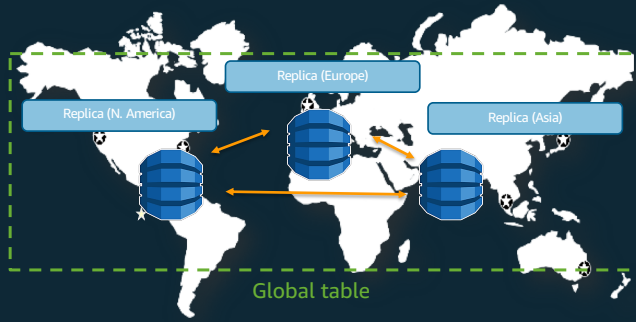 Replica (Europe)
Replica (N. America)
Replica (Asia)
Global table